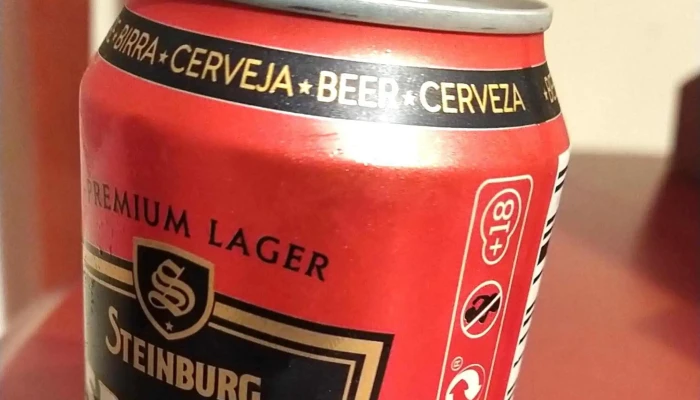 BIRRA★CERVEJA★BEER★CERVEZA
PREMIUM LAGER
S
STEINBURG
+18